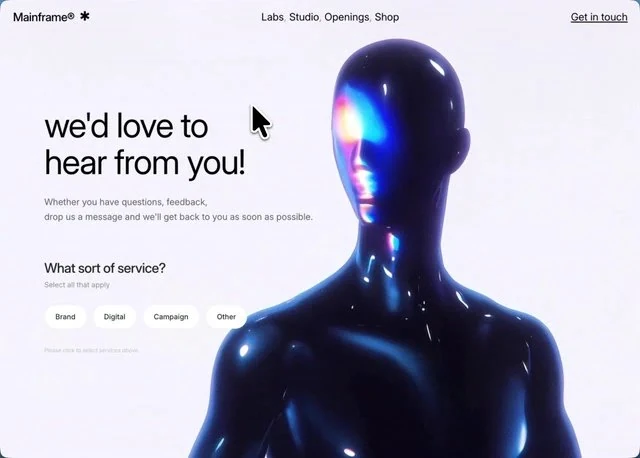 Mainframe® ✱
Labs, Studio, Openings, Shop
Get in touch
we'd love to
hear from you!
Whether you have questions, feedback,
drop us a message and we'll get back to you as soon as possible.
What sort of service?
Select all that apply
Brand
Digital
Campaign
Other
Please click to select services above